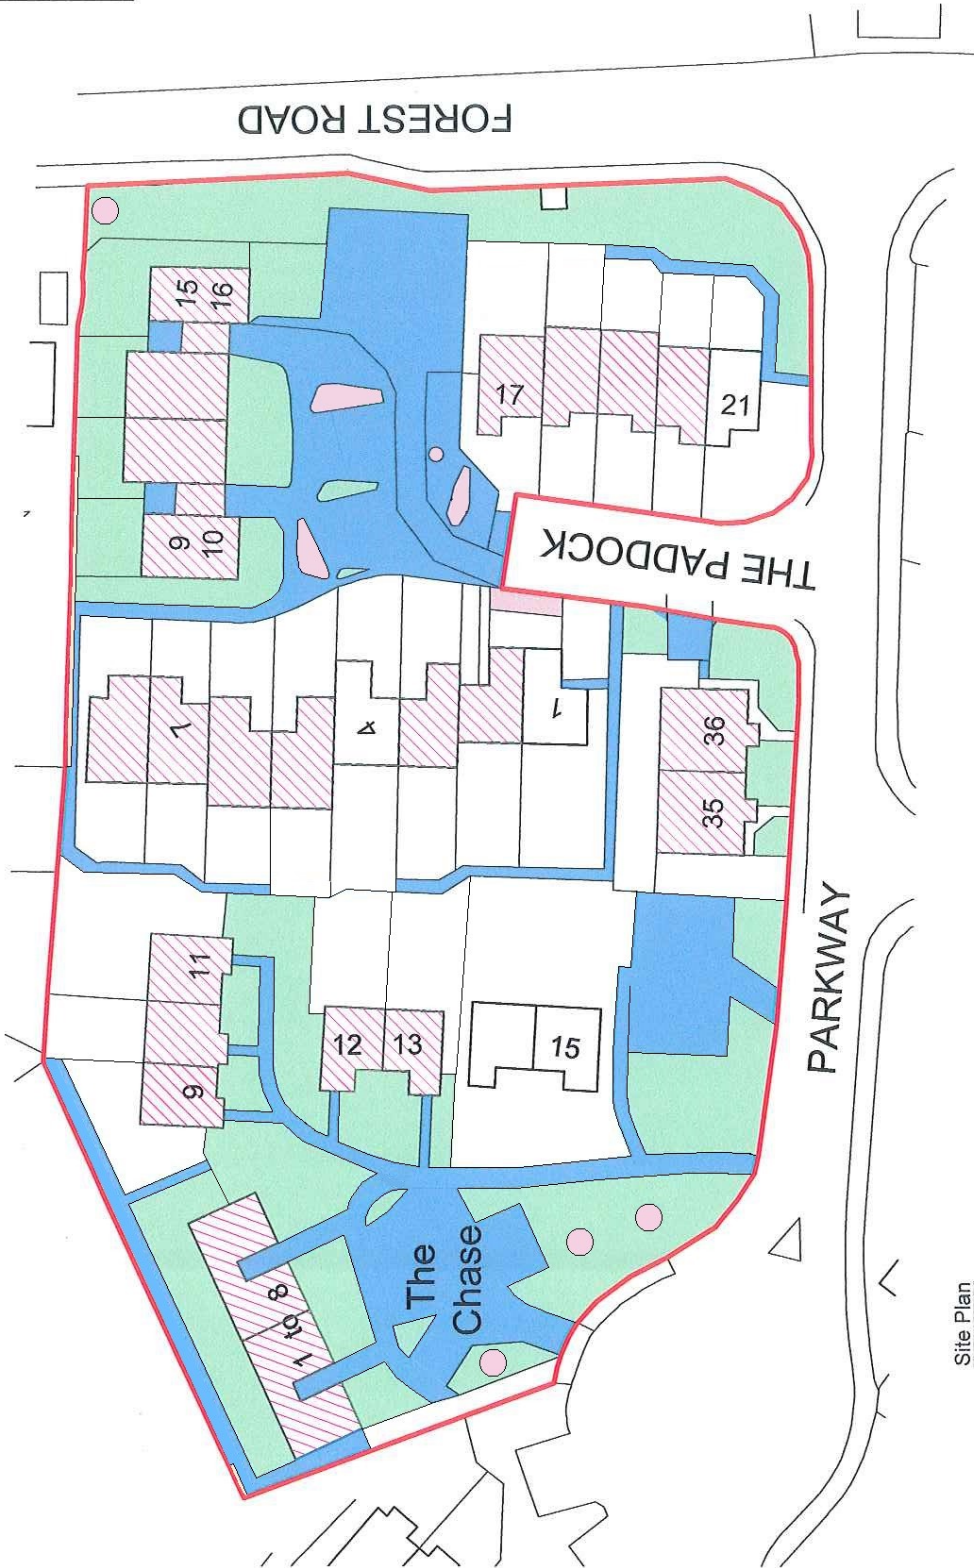 FOREST ROAD
15
16
9
10
17
21
THE PADDOCK
7
4
1
36
35
PARKWAY
11
9
12
13
15
1 to 8
The
Chase
Site Plan